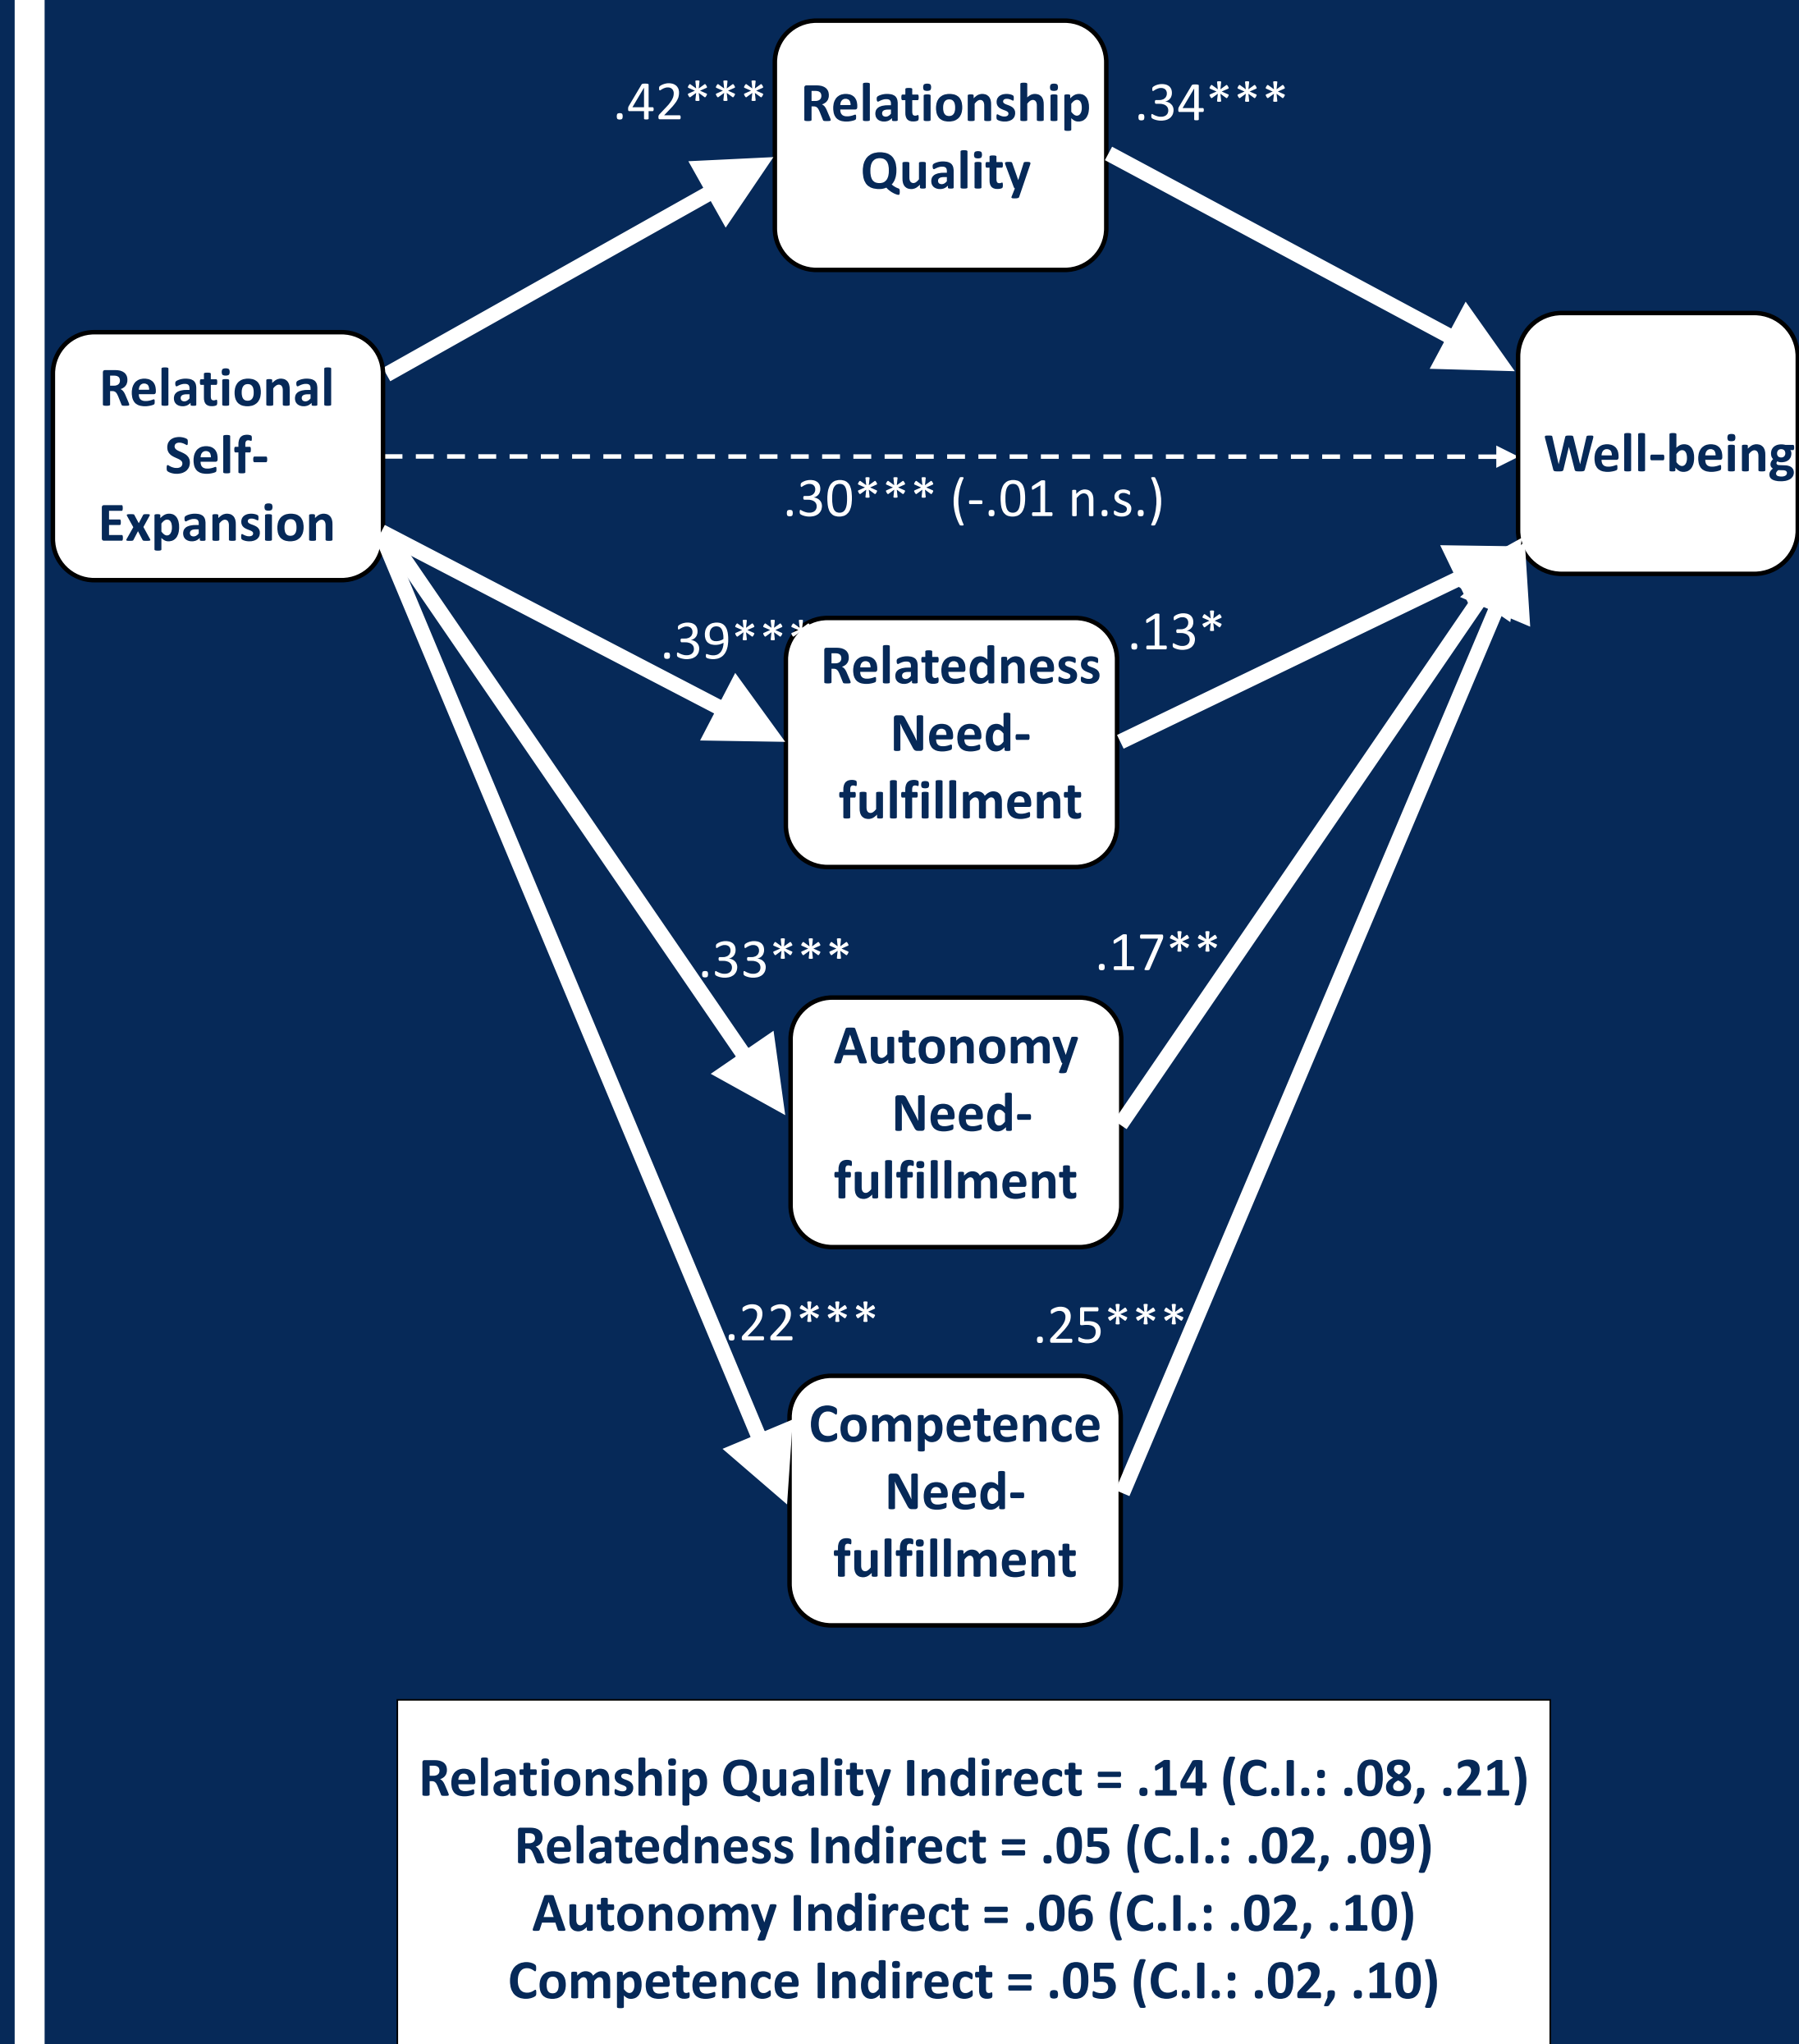 .42***
Relationship
Quality
.34***
Relational
Self-
Expansion
Well-being
.30*** (-.01 n.s.)
.39***
Relatedness
Need-
fulfillment
.13*
.33***
.17**
Autonomy
Need-
fulfillment
.22***
.25***
Competence
Need-
fulfillment
Relationship Quality Indirect = .14 (C.I.: .08, .21)
Relatedness Indirect = .05 (C.I.: .02, .09)
Autonomy Indirect = .06 (C.I.: .02, .10)
Competence Indirect = .05 (C.I.: .02, .10)